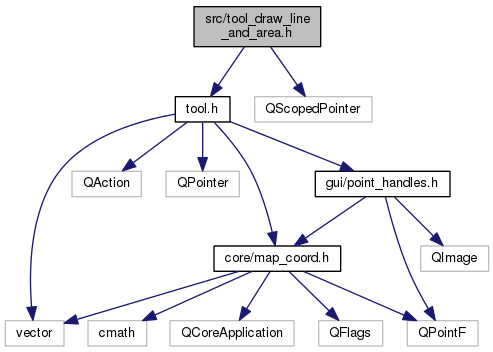 src/tool_draw_line
_and_area.h
tool.h
QScopedPointer
QAction
QPointer
gui/point_handles.h
core/map_coord.h
QImage
vector
cmath
QCoreApplication
QFlags
QPointF